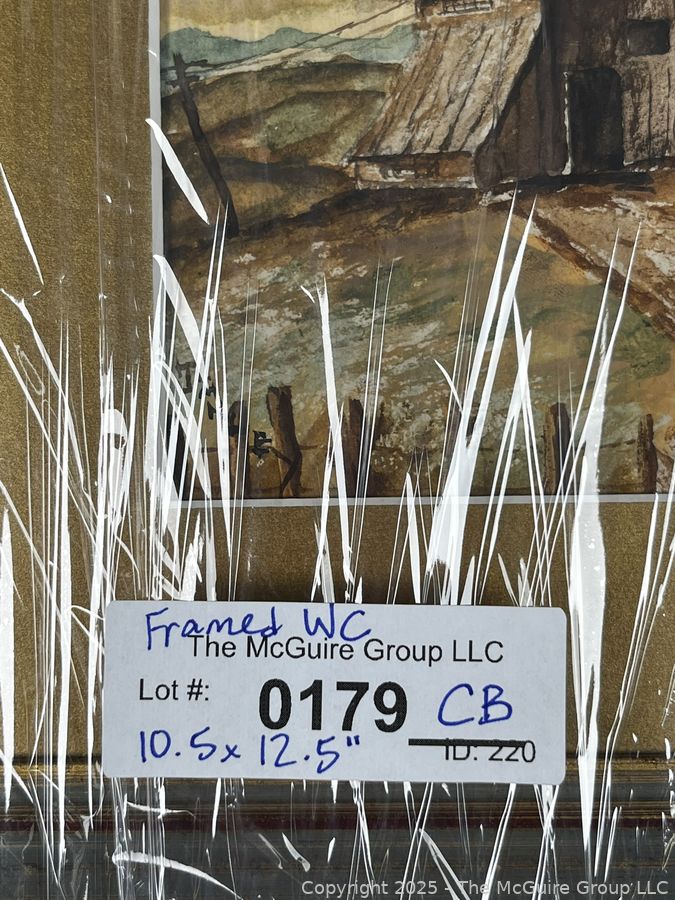 Framed WC
The McGuire Group LLC
Lot #: 0179 CB
10.5 x 12.5"
ID: 220
Copyright 2025 - The McGuire Group LLC